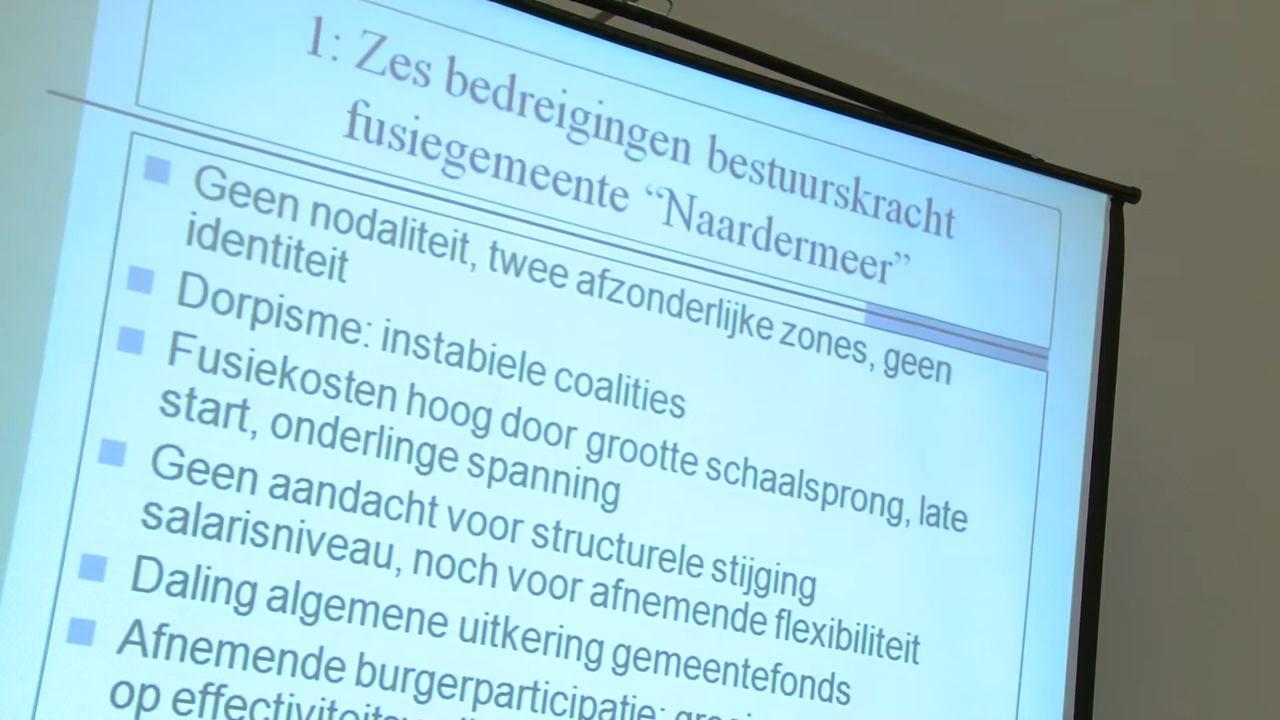 1: Zes bedreigingen bestuurskracht
fusiegemeente “Naardermeer”
Geen nodaliteit, twee afzonderlijke zones, geen
identiteit
Dorpisme: instabiele coalities
Fusiekosten hoog door grootte schaalsprong, late
start, onderlinge spanning
Geen aandacht voor structurele stijging
salarisniveau, noch voor afnemende flexibiliteit
Daling algemene uitkering gemeentefonds
Afnemende burgerparticipatie:
op